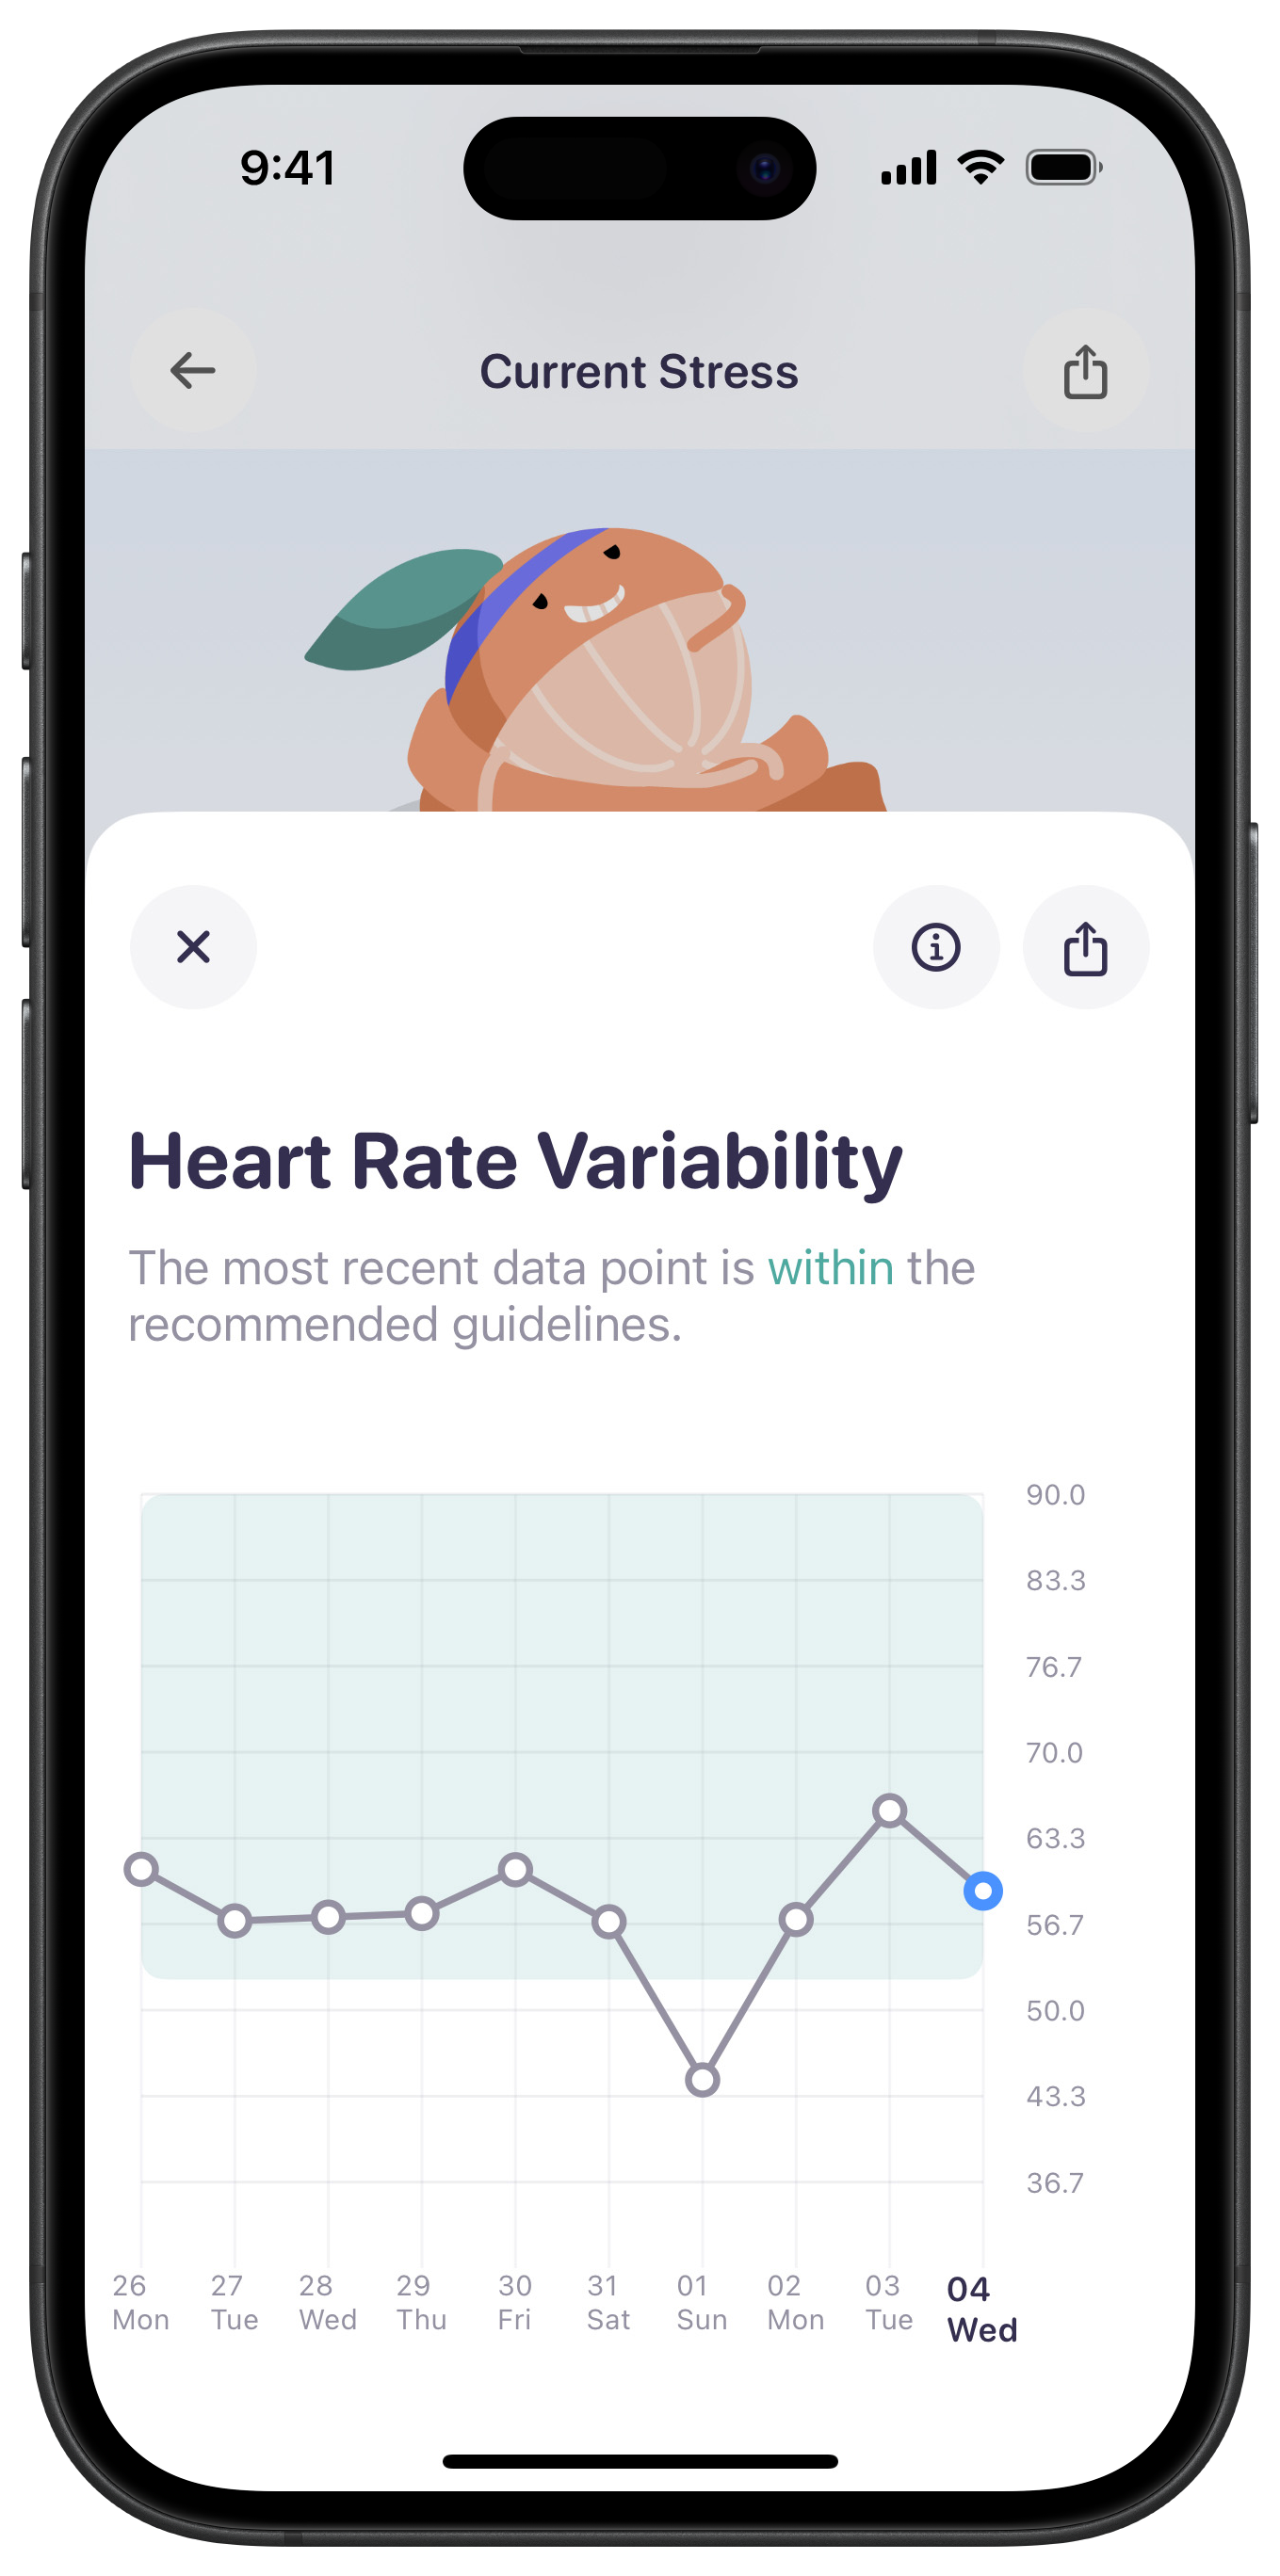 9:41
Current Stress
Heart Rate Variability
The most recent data point is within the
recommended guidelines.
90.0
83.3
76.7
70.0
63.3
56.7
50.0
43.3
36.7
26 27 28 29 30 31 01 02 03 04
Mon Tue Wed Thu Fri Sat Sun Mon Tue Wed